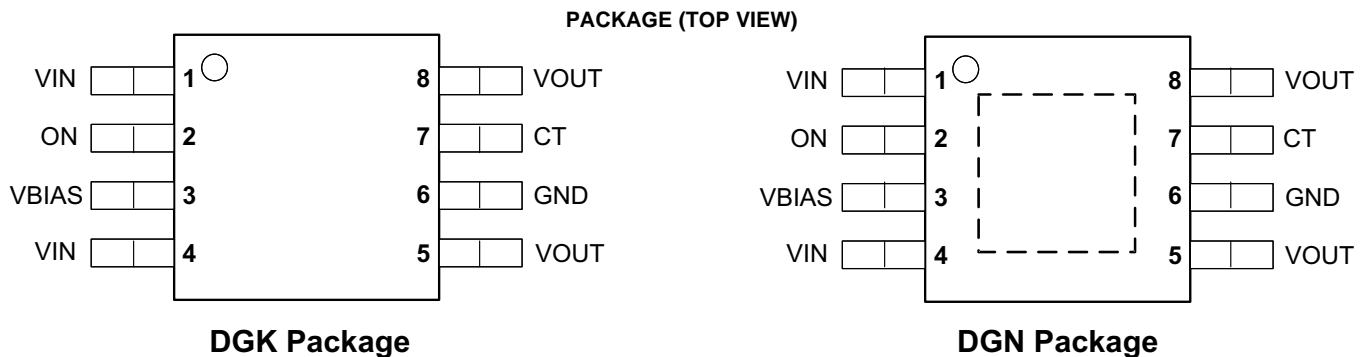 PACKAGE (TOP VIEW)
VIN 1 8 VOUT
ON 2 7 CT
VBIAS 3 6 GND
VIN 4 5 VOUT
DGK Package
VIN 1 8 VOUT
ON 2 7 CT
VBIAS 3 6 GND
VIN 4 5 VOUT
DGN Package